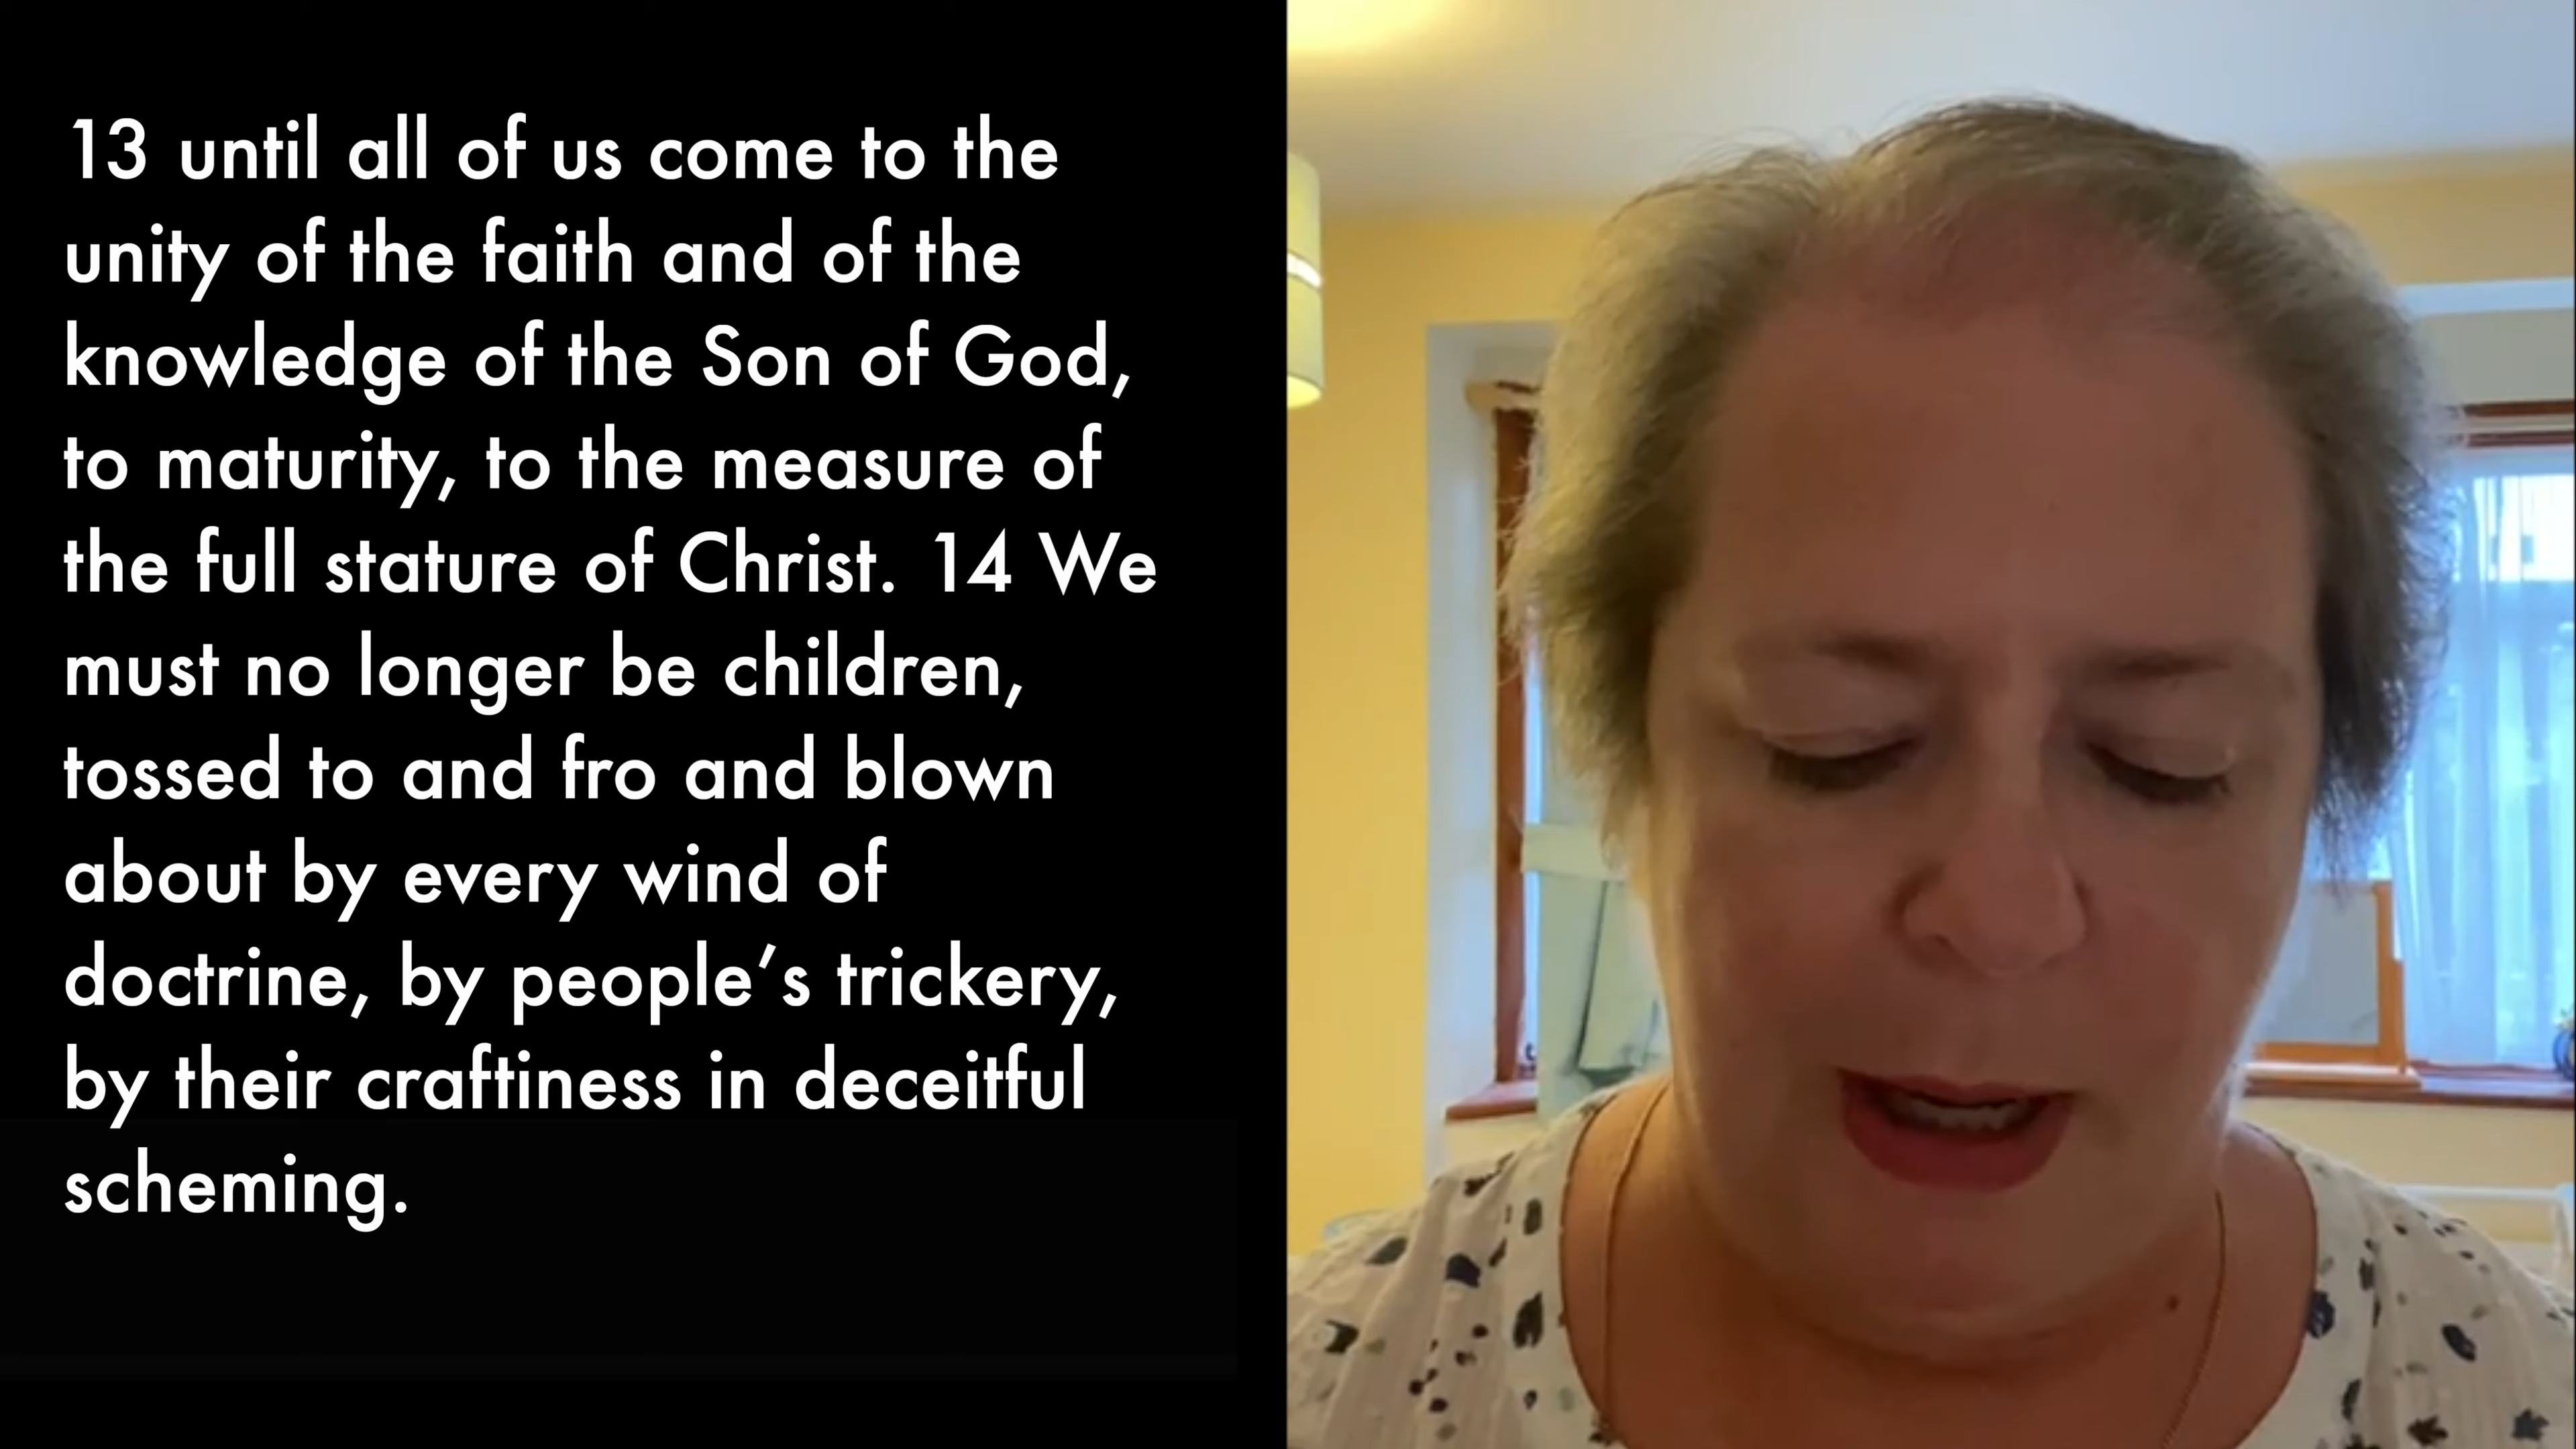 13 until all of us come to the
unity of the faith and of the
knowledge of the Son of God,
to maturity, to the measure of
the full stature of Christ. 14 We
must no longer be children,
tossed to and fro and blown
about by every wind of
doctrine, by people’s trickery,
by their craftiness in deceitful
scheming.